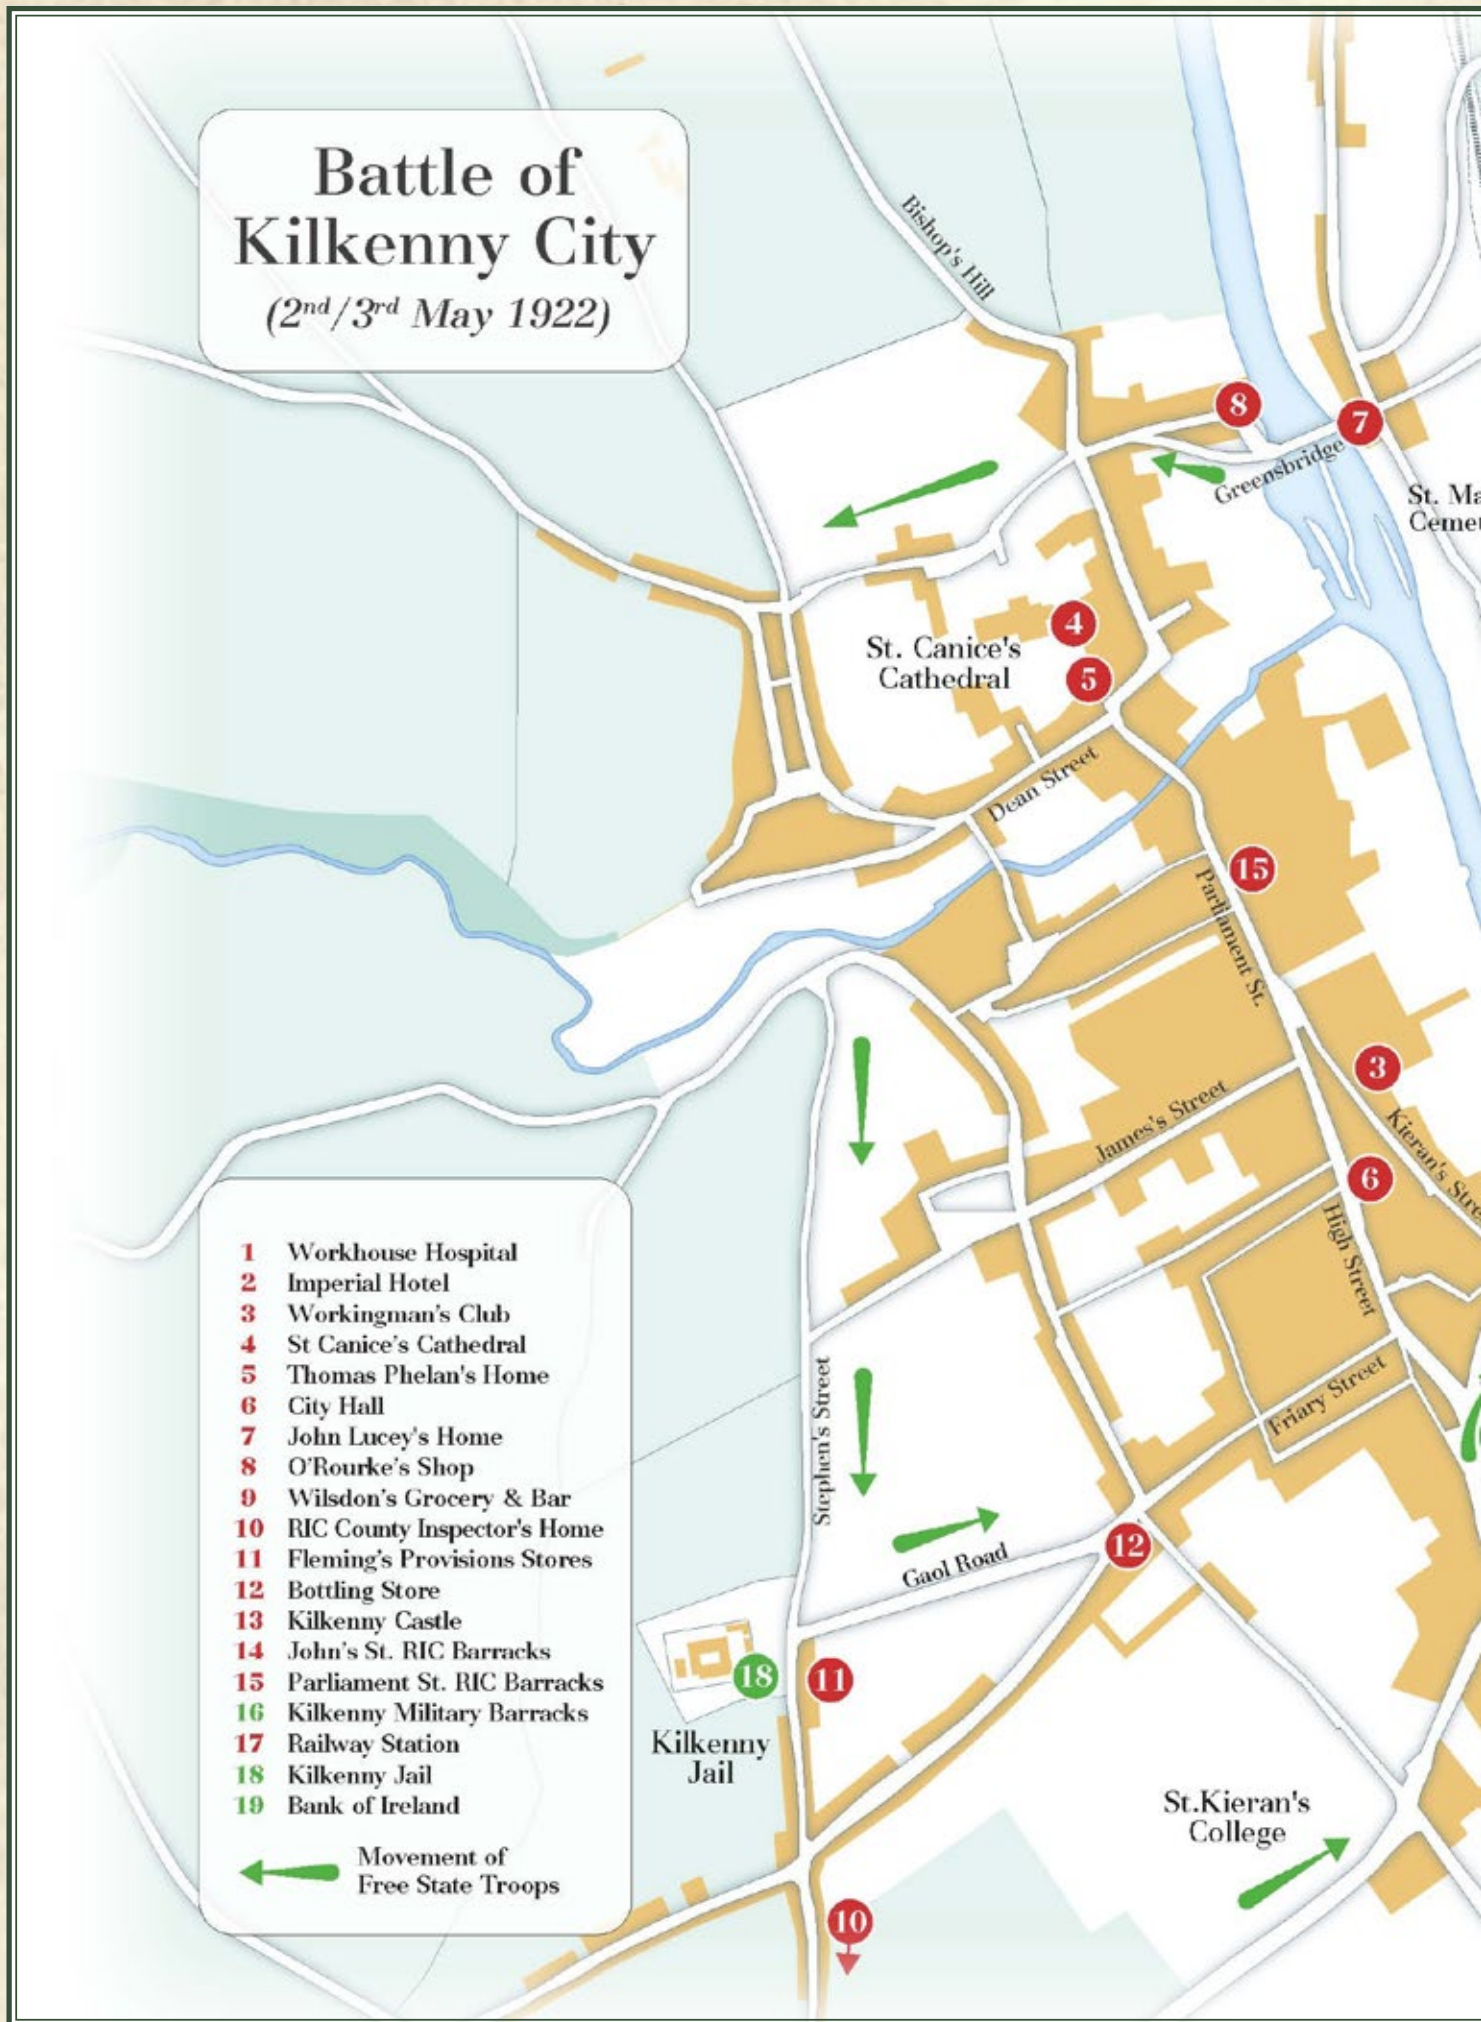 Battle of
Kilkenny City
(2nd/3rd May 1922)
Bishop's Hill
8
7
Greensbridge
St. Ma
Cemet
4
St. Canice's
Cathedral
5
Dean Street
15
Parliament St.
3
James's Street
Kieran's Stre
6
High Street
Stephen's Street
Friary Street
12
Gaol Road
18
11
Kilkenny
Jail
St.Kieran's
College
10
1 Workhouse Hospital
2 Imperial Hotel
3 Workingman's Club
4 St Canice's Cathedral
5 Thomas Phelan's Home
6 City Hall
7 John Lucey's Home
8 O'Rourke's Shop
9 Wilsdon's Grocery & Bar
10 RIC County Inspector's Home
11 Fleming's Provisions Stores
12 Bottling Store
13 Kilkenny Castle
14 John's St. RIC Barracks
15 Parliament St. RIC Barracks
16 Kilkenny Military Barracks
17 Railway Station
18 Kilkenny Jail
19 Bank of Ireland
Movement of
Free State Troops